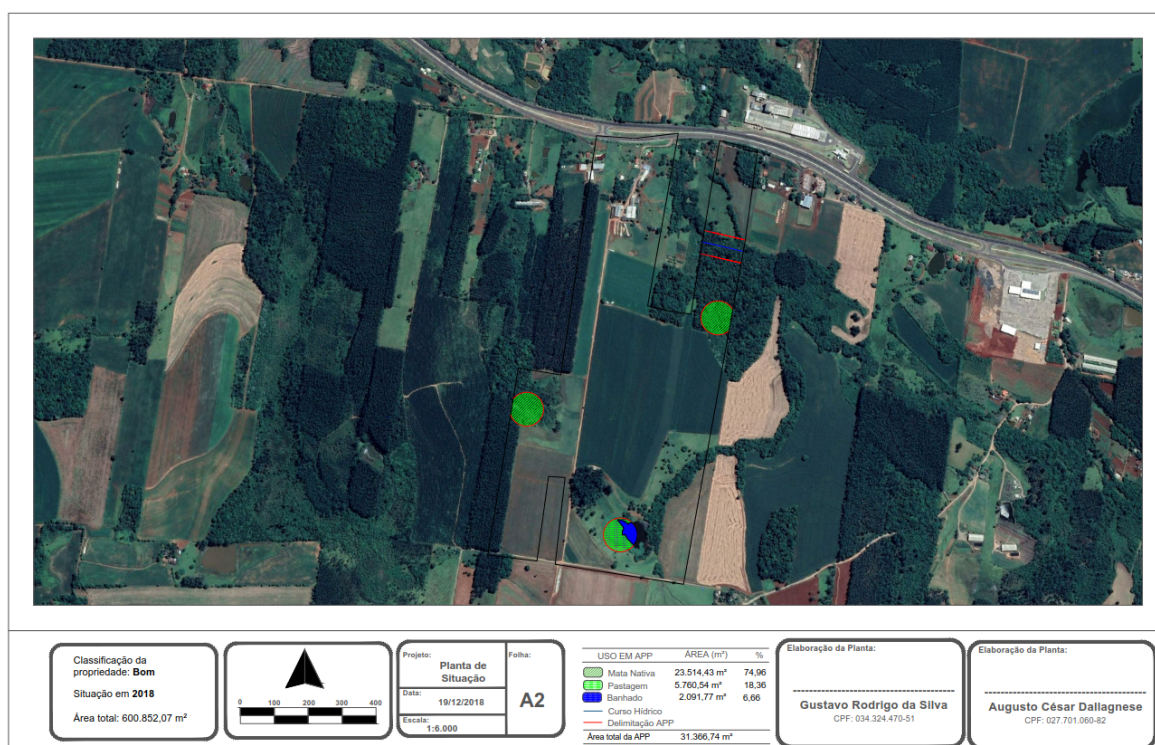 Classificação da
propriedade: Bom
Situação em 2018
Área total: 600.852,07 m²
0 100 200 300 400
Projeto:
Planta de
Situação
Data:
19/12/2018
Escala:
1:6.000
Folha:
A2
USO EM APP ÁREA (m²) %
Mata Nativa 23.514,43 m² 74,96
Pastagem 5.760,54 m² 18,36
Banhado 2.091,77 m² 6,66
Curso Hídrico
Delimitação APP
Área total da APP 31.366,74 m²
Elaboração da Planta:
Gustavo Rodrigo da Silva
CPF: 034.324.470-51
Elaboração da Planta:
Augusto César Dallagnese
CPF: 027.701.060-82